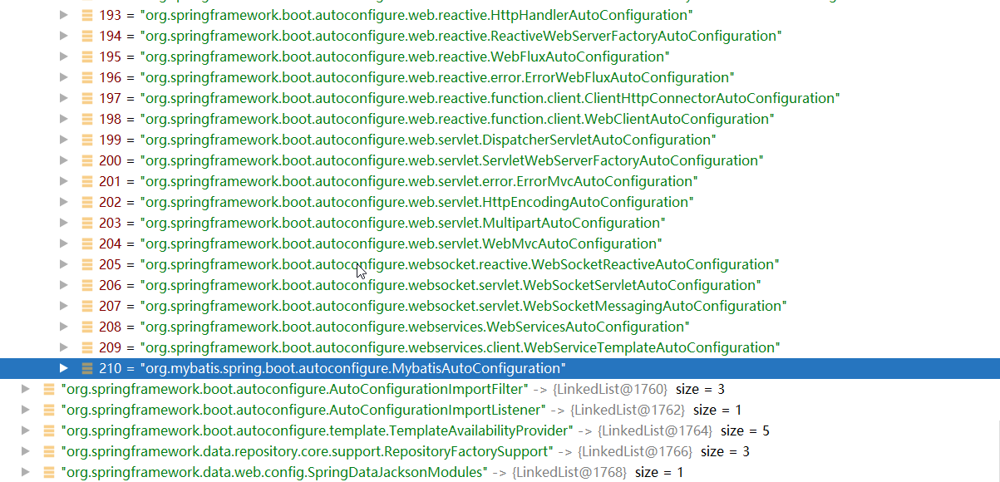 193 = "org.springframework.boot.autoconfigure.web.reactive.HttpHandlerAutoConfiguration"
194 = "org.springframework.boot.autoconfigure.web.reactive.ReactiveWebServerFactoryAutoConfiguration"
195 = "org.springframework.boot.autoconfigure.web.reactive.WebFluxAutoConfiguration"
196 = "org.springframework.boot.autoconfigure.web.reactive.error.ErrorWebFluxAutoConfiguration"
197 = "org.springframework.boot.autoconfigure.web.reactive.function.client.ClientHttpConnectorAutoConfiguration"
198 = "org.springframework.boot.autoconfigure.web.reactive.function.client.WebClientAutoConfiguration"
199 = "org.springframework.boot.autoconfigure.web.servlet.DispatcherServletAutoConfiguration"
200 = "org.springframework.boot.autoconfigure.web.servlet.ServletWebServerFactoryAutoConfiguration"
201 = "org.springframework.boot.autoconfigure.web.servlet.error.ErrorMvcAutoConfiguration"
202 = "org.springframework.boot.autoconfigure.web.servlet.HttpEncodingAutoConfiguration"
203 = "org.springframework.boot.autoconfigure.web.servlet.MultipartAutoConfiguration"
204 = "org.springframework.boot.autoconfigure.web.servlet.WebMvcAutoConfiguration"
205 = "org.springframework.boot.autoconfigure.websocket.reactive.WebSocketReactiveAutoConfiguration"
206 = "org.springframework.boot.autoconfigure.websocket.servlet.WebSocketServletAutoConfiguration"
207 = "org.springframework.boot.autoconfigure.websocket.servlet.WebSocketMessagingAutoConfiguration"
208 = "org.springframework.boot.autoconfigure.webservices.WebServicesAutoConfiguration"
209 = "org.springframework.boot.autoconfigure.webservices.client.WebServiceTemplateAutoConfiguration"
210 = "org.mybatis.spring.boot.autoconfigure.MybatisAutoConfiguration"
"org.springframework.boot.autoconfigure.AutoConfigurationImportFilter" -> {LinkedList@1760} size = 3
"org.springframework.boot.autoconfigure.AutoConfigurationImportListener" -> {LinkedList@1762} size = 1
"org.springframework.boot.autoconfigure.template.TemplateAvailabilityProvider" -> {LinkedList@1764} size = 5
"org.springframework.data.repository.core.support.RepositoryFactorySupport" -> {LinkedList@1766} size = 3
"org.springframework.data.web.config.SpringDataJacksonModules" -> {LinkedList@1768} size = 1